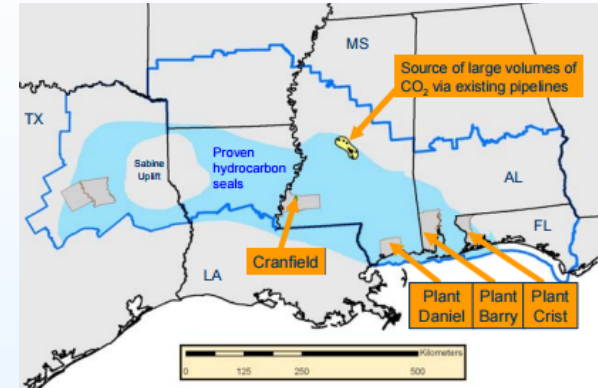 MS
Source of large volumes of
CO₂ via existing pipelines
TX
Sabine
Uplift
Proven
hydrocarbon
seals
AL
FL
Cranfield
LA
Plant
Daniel
Plant
Barry
Plant
Crist
Kilometers
0 125 250 500